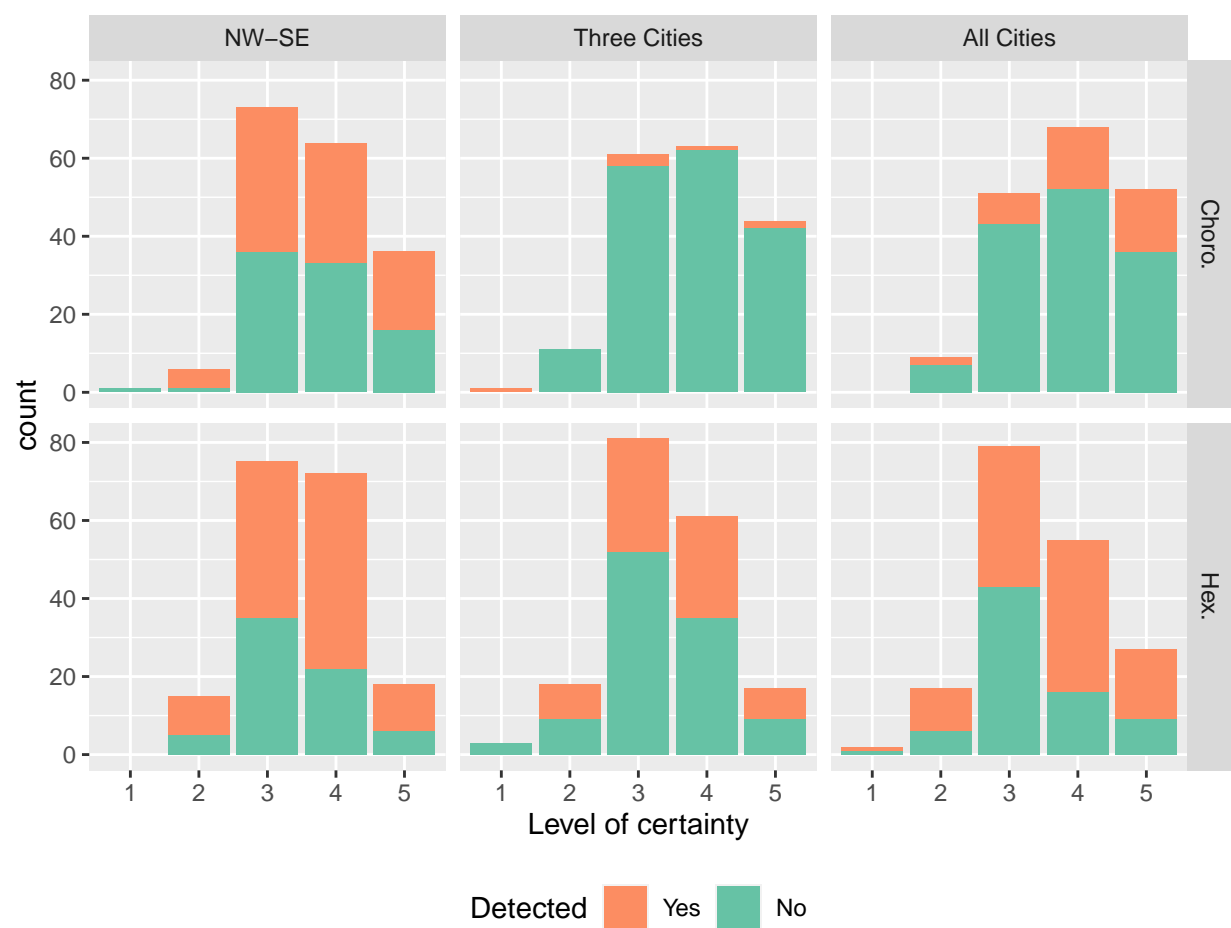 NW−SE Three Cities All Cities
80
60
40
20
0
Choro.
count
80
60
40
20
0
Hex.
1 2 3 4 5 1 2 3 4 5 1 2 3 4 5
Level of certainty
Detected Yes No